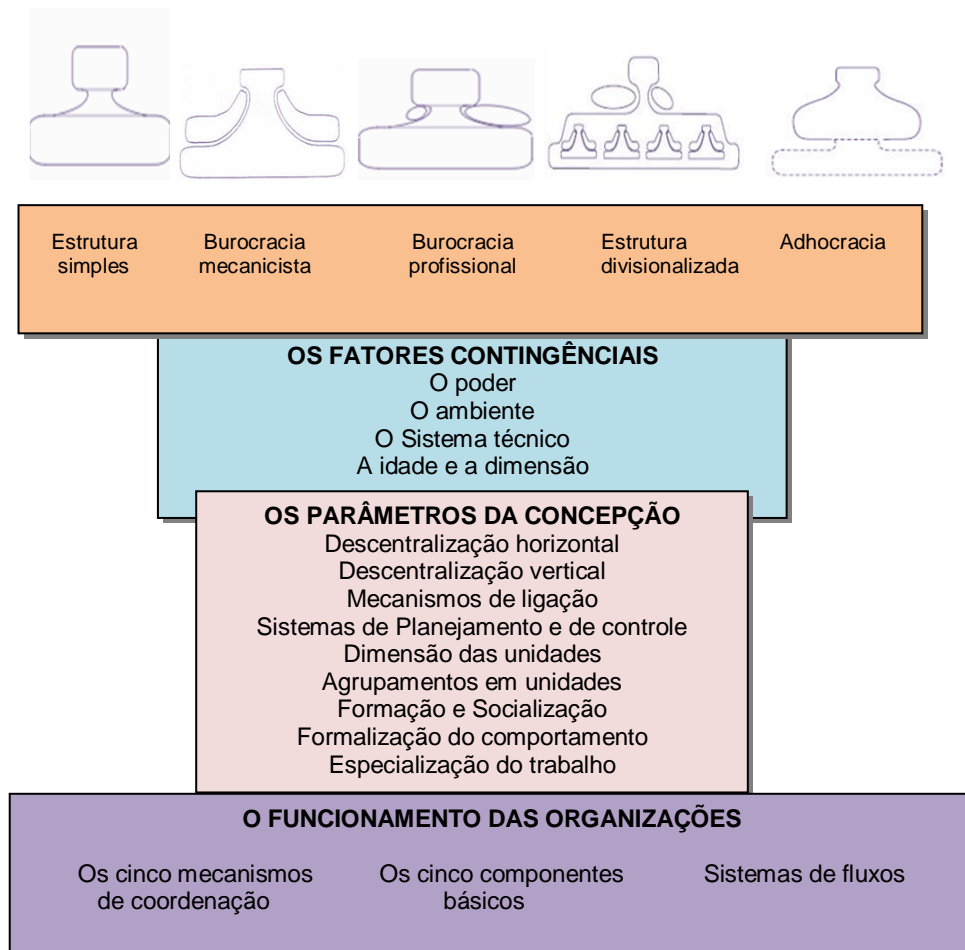 Estrutura simples
Burocracia mecanicista
Burocracia profissional
Estrutura divisionalizada
Adhocracia
OS FATORES CONTINGÊNCIAIS
O poder
O ambiente
O Sistema técnico
A idade e a dimensão
OS PARÂMETROS DA CONCEPÇÃO
Descentralização horizontal
Descentralização vertical
Mecanismos de ligação
Sistemas de Planejamento e de controle
Dimensão das unidades
Agrupamentos em unidades
Formação e Socialização
Formalização do comportamento
Especialização do trabalho
O FUNCIONAMENTO DAS ORGANIZAÇÕES
Os cinco mecanismos
de coordenação
Os cinco componentes
básicos
Sistemas de fluxos